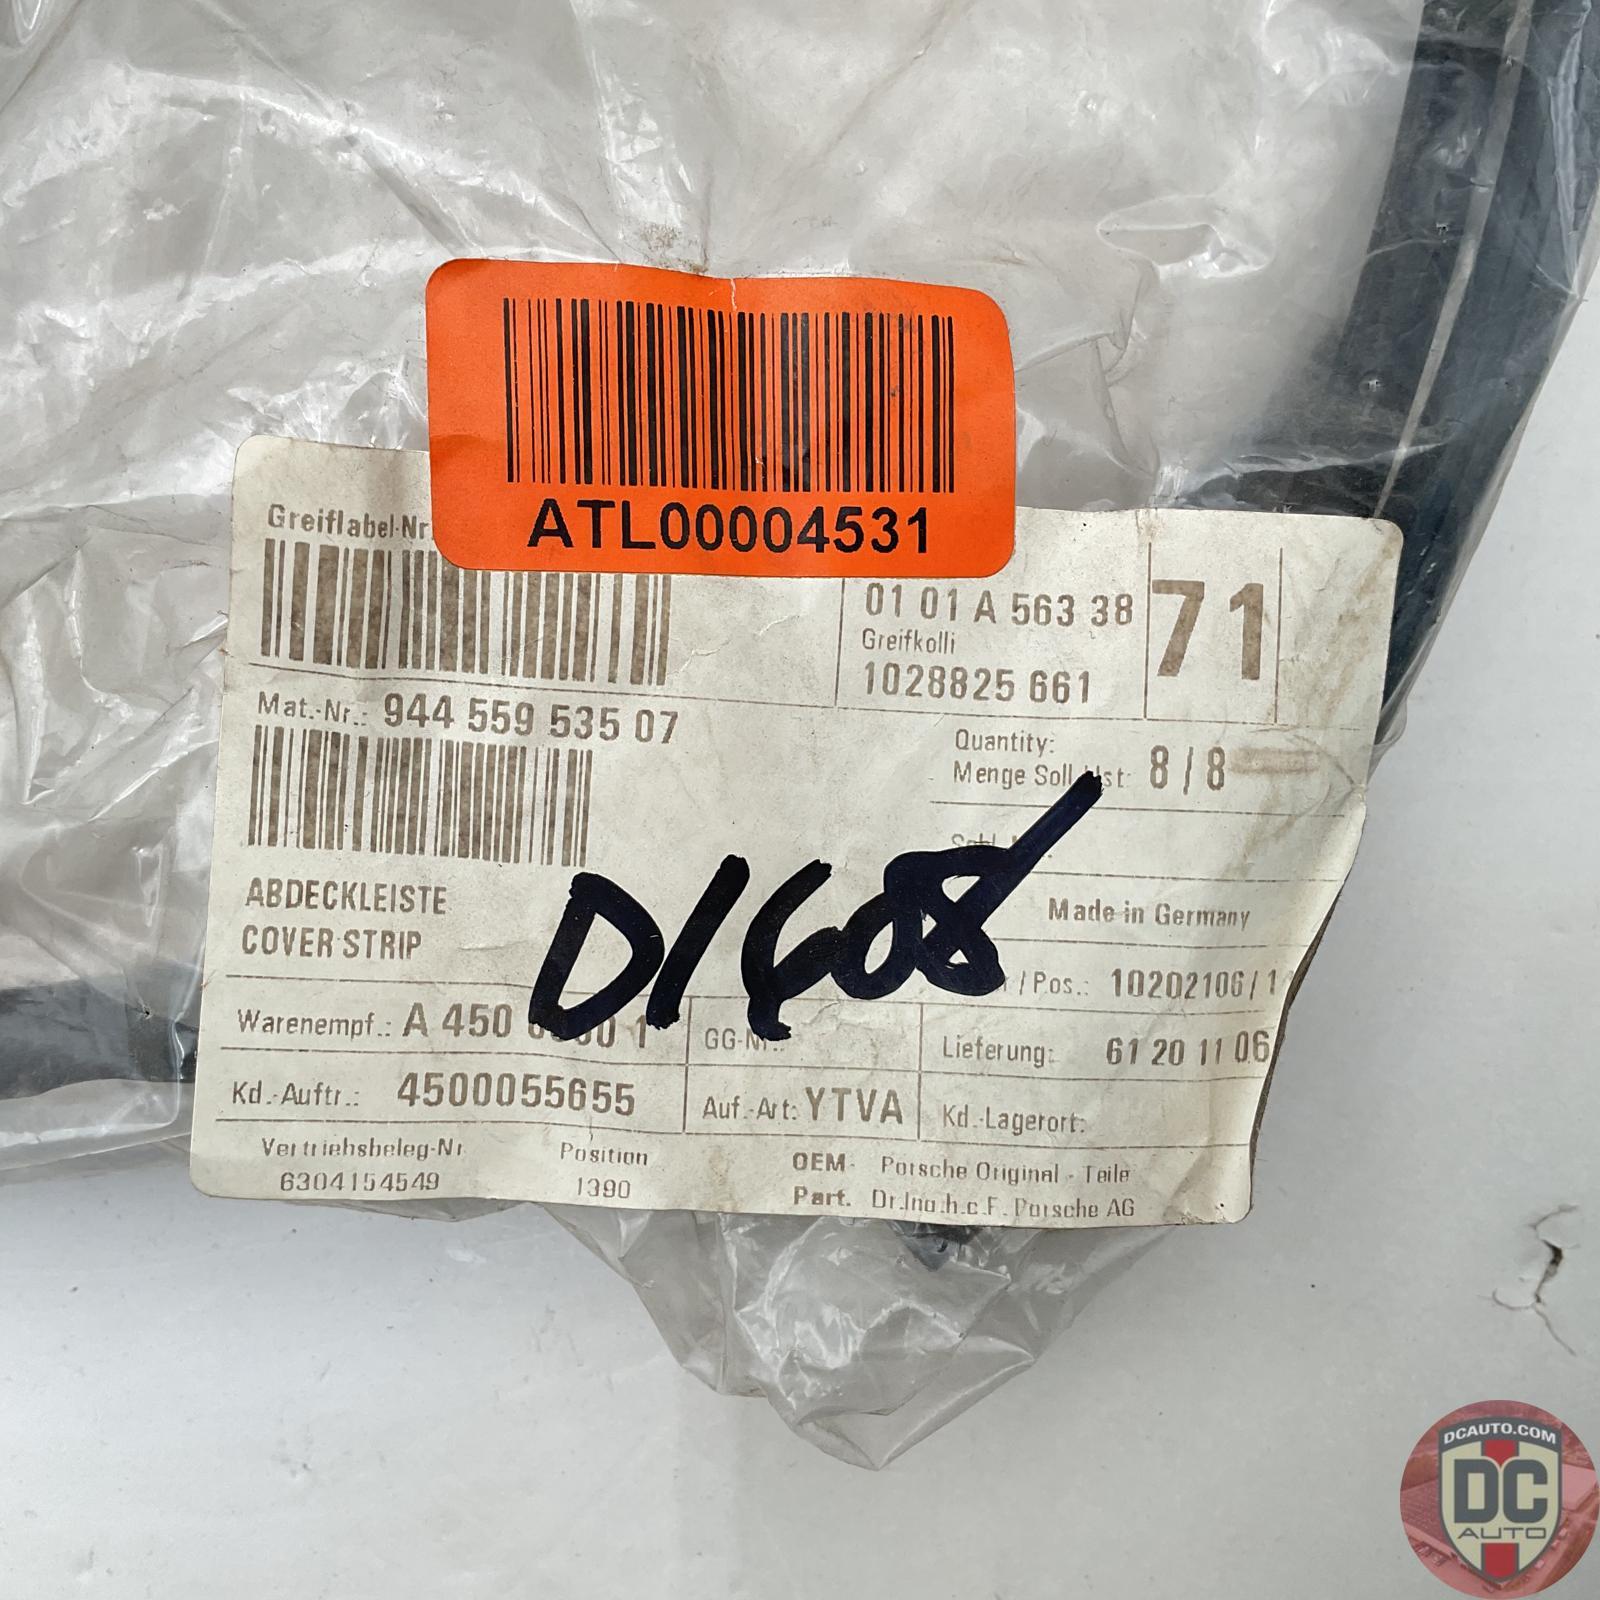 ATL00004531
Greiflabel-Nr
01 01 A 563 38
71
Greifkolli
1028825 661
Mat.-Nr.: 944 559 535 07
Quantity:
Menge Soll 8 / 8
ABDECKLEISTE
COVER STRIP
D1608
Made in Germany
/ Pos.: 10202106/1
Warenempf.: A 450 1
Lieferung: 61 20 11 06
Kd.-Auftr.: 4500055655
Auf.-Art: YTVA
Kd.-Lagerort:
Vertriebsbeleg-Nr
Position
6304154549
1390
OEM- Porsche Original - Teile
Part. Dr.Ing.h.c.F. Porsche AG
DCAUTO.COM
DC
AUTO